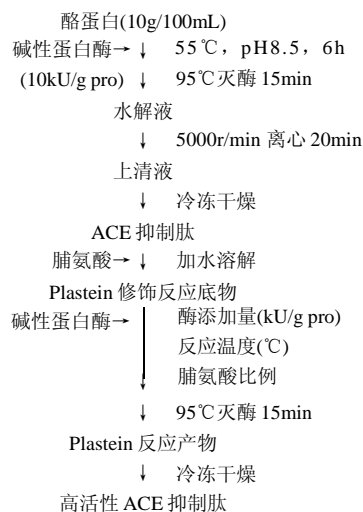 酪蛋白(10g/100mL)
碱性蛋白酶→ ↓ 55℃，pH8.5，6h
(10kU/g pro) ↓ 95℃灭酶 15min
水解液
↓ 5000r/min 离心 20min
上清液
↓ 冷冻干燥
ACE 抑制肽
脯氨酸→ ↓ 加水溶解
Plastein 修饰反应底物
碱性蛋白酶→ 酶添加量(kU/g pro)
反应温度(℃)
脯氨酸比例
↓ 95℃灭酶 15min
Plastein 反应产物
↓ 冷冻干燥
高活性 ACE 抑制肽